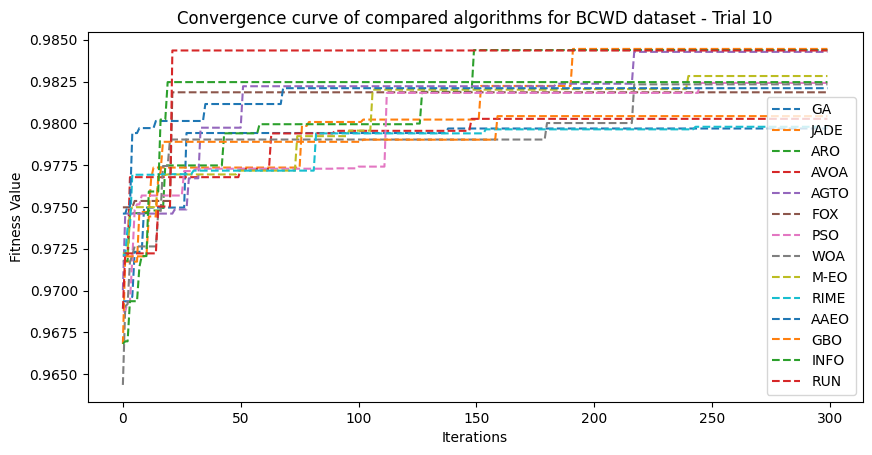 Convergence curve of compared algorithms for BCWD dataset - Trial 10
Fitness Value
0.9850
0.9825
0.9800
0.9775
0.9750
0.9725
0.9700
0.9675
0.9650
GA
JADE
ARO
AVOA
AGTO
FOX
PSO
WOA
M-EO
RIME
AAEO
GBO
INFO
RUN
0
50
100
150
200
250
300
Iterations